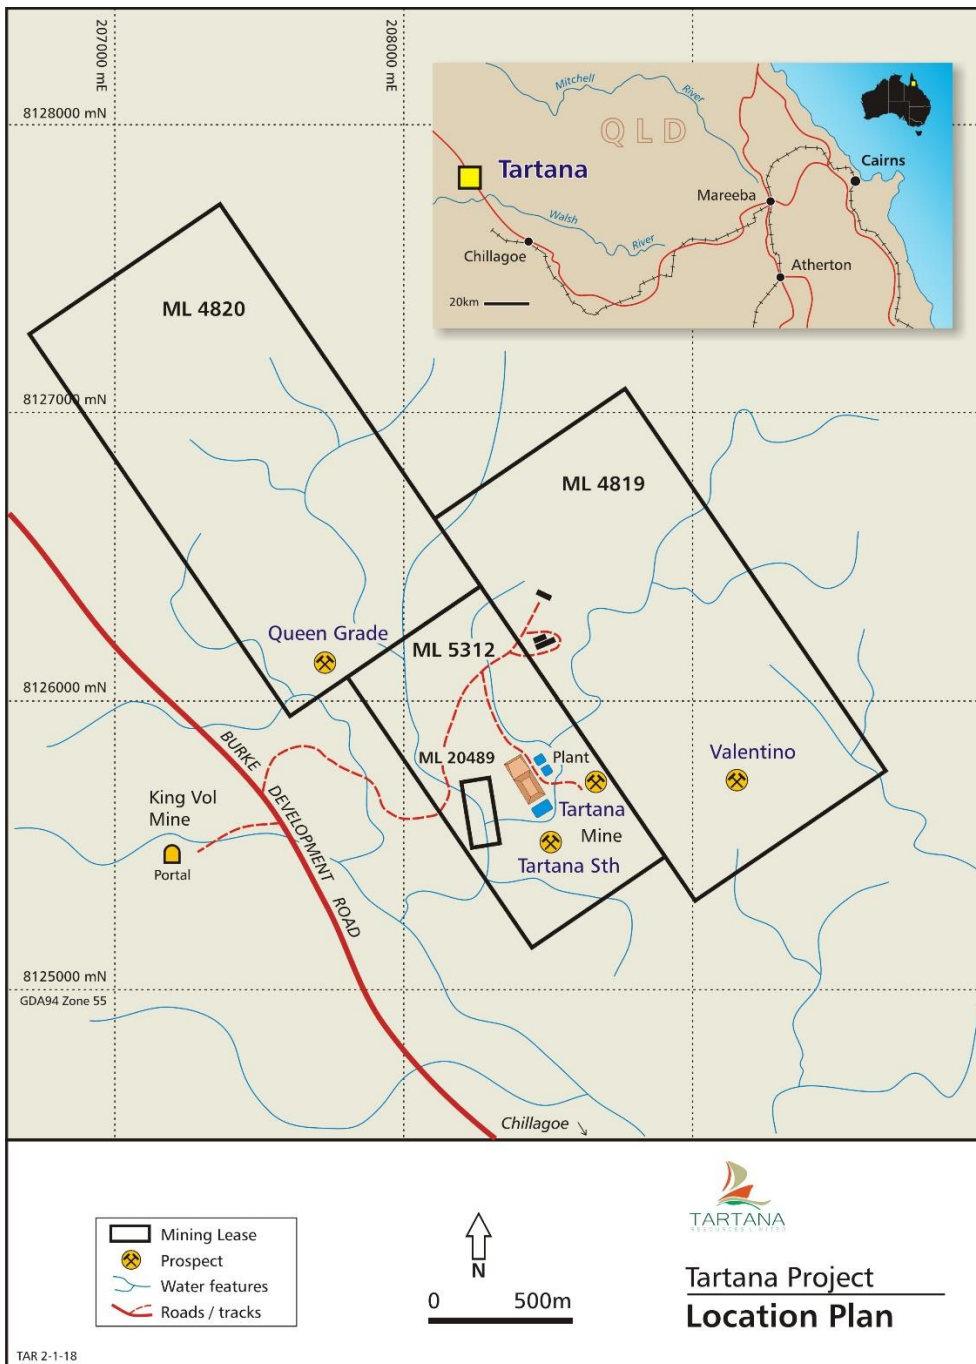 207000 mE
208000 mE
8128000 mN
Mitchell
River
QLD
Cairns
Tartana
Mareeba
Walsh
River
Chillagoe
Atherton
20km
ML 4820
8127000 mN
ML 4819
Queen Grade
ML 5312
8126000 mN
BURKE DEVELOPMENT ROAD
ML 20489
Plant
Valentino
King Vol
Mine
Portal
Tartana
Mine
Tartana Sth
8125000 mN
GDA94 Zone 55
Chillagoe
Mining Lease
Prospect
Water features
Roads / tracks
N
0 500m
TARTANA
RESOURCES LIMITED
Tartana Project
Location Plan
TAR 2-1-18